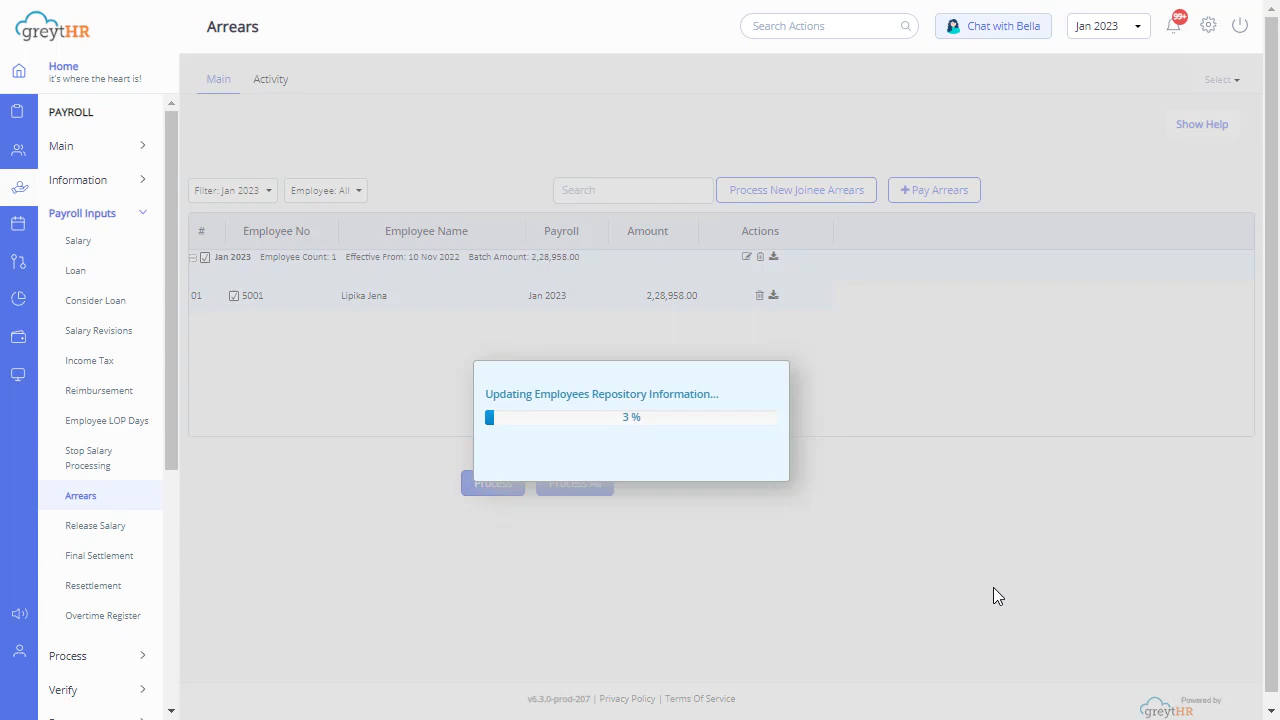 greytHR
Arrears
Search Actions
Chat with Bella
Jan 2023
99+
Home
it's where the heart is!
Main
Activity
Select
PAYROLL
Show Help
Main
Information
Filter: Jan 2023
Employee: All
Search
Process New Joinee Arrears
+ Pay Arrears
Payroll Inputs
# Employee No Employee Name Payroll Amount Actions
Salary
Jan 2023 Employee Count: 1 Effective From: 10 Nov 2022 Batch Amount: 2,28,958.00
Loan
01 5001 Lipika Jena Jan 2023 2,28,958.00
Consider Loan
Salary Revisions
Income Tax
Reimbursement
Updating Employees Repository Information...
3 %
Employee LOP Days
Stop Salary
Processing
Process
Process All
Arrears
Release Salary
Final Settlement
Resettlement
Overtime Register
Process
Verify
v6.3.0-prod-207 | Privacy Policy | Terms Of Service
Powered by
greytHR